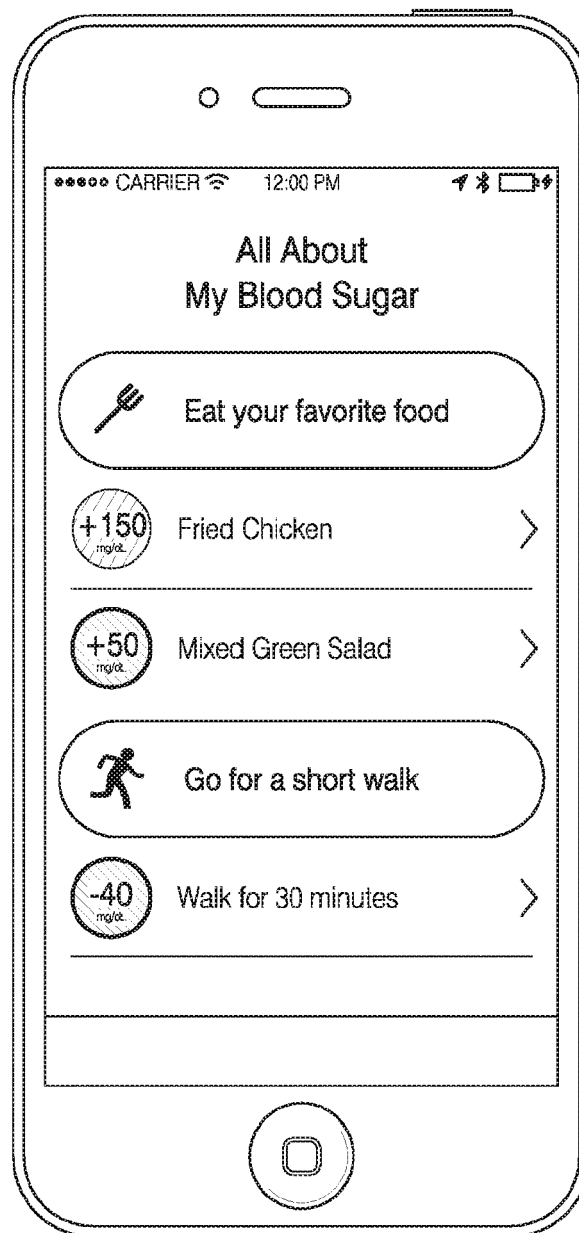 CARRIER 12:00 PM
All About
My Blood Sugar
Eat your favorite food
+150
mg/dL
Fried Chicken
+50
mg/dL
Mixed Green Salad
Go for a short walk
-40
mg/dL
Walk for 30 minutes